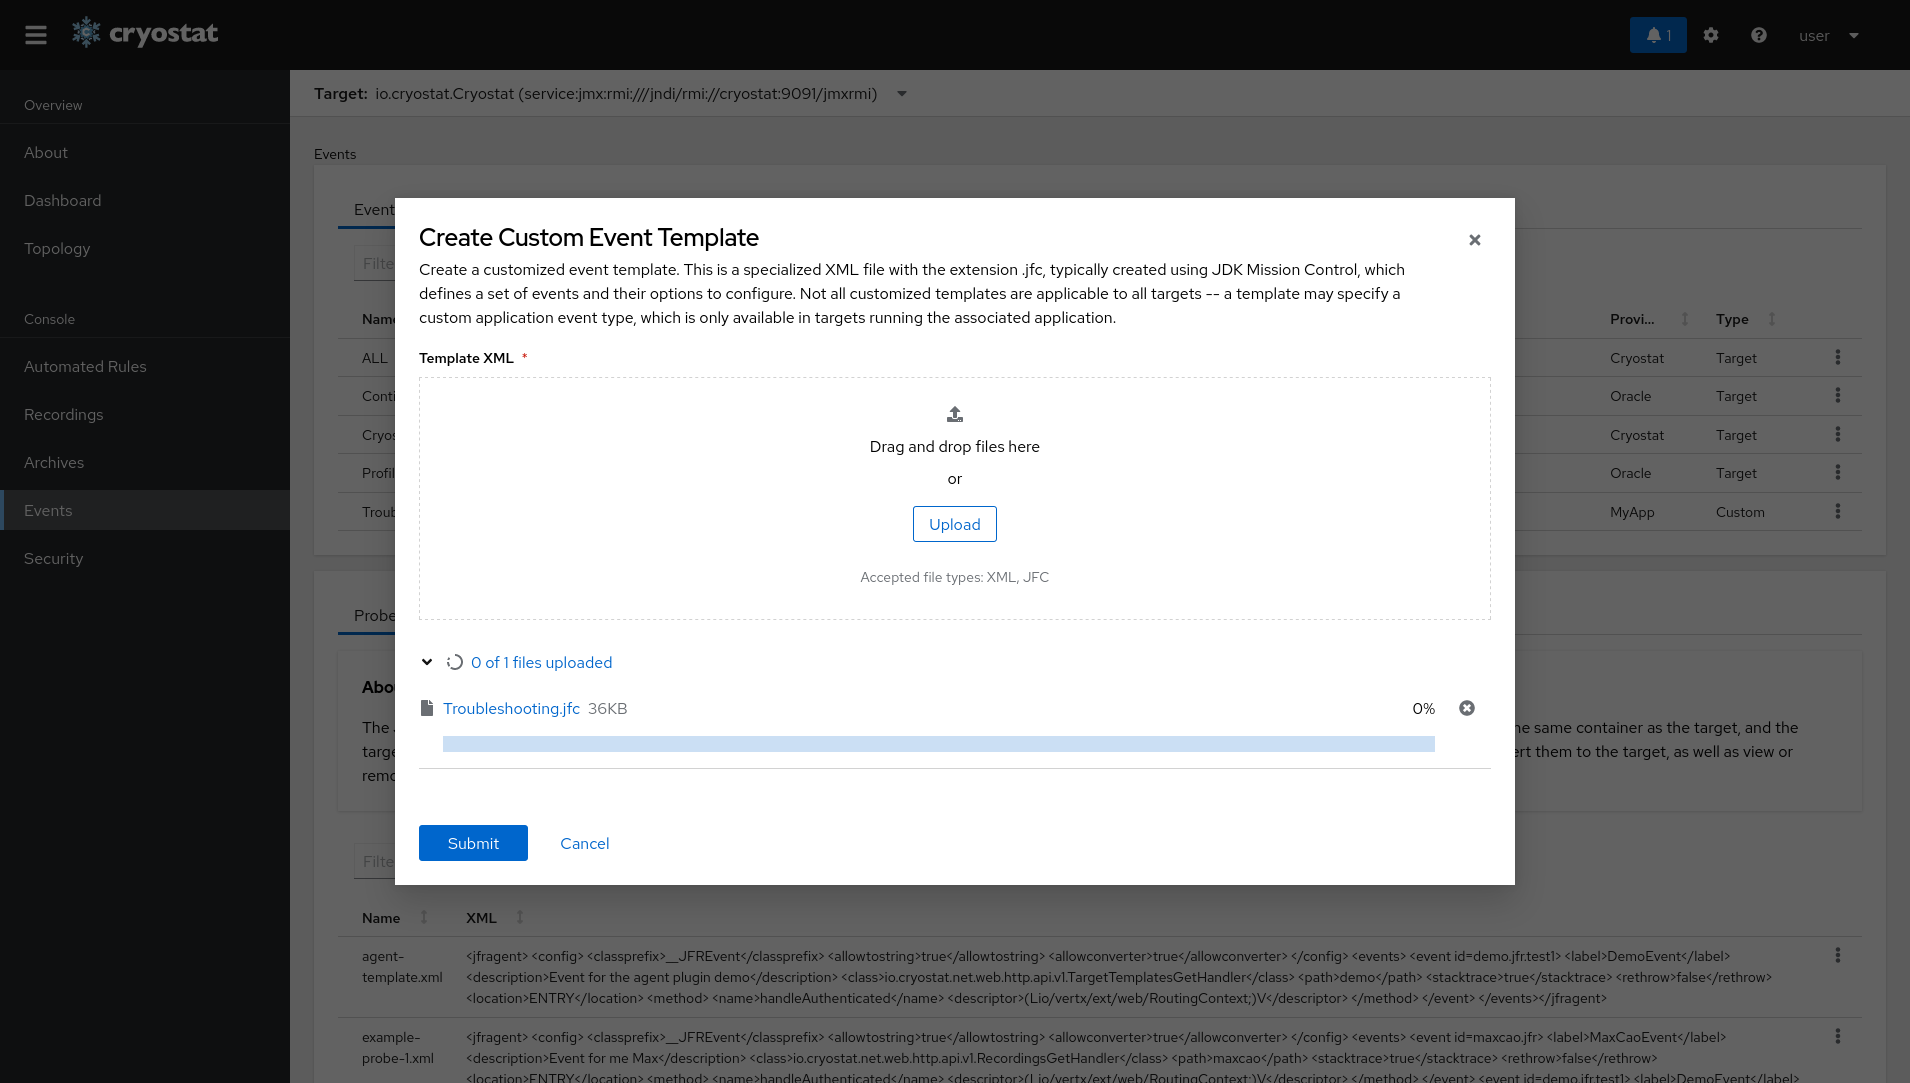 cryostat
1
user
Overview
About
Dashboard
Topology
Console
Automated Rules
Recordings
Archives
Events
Security
Target: io.cryostat.Cryostat (service:jmx:rmi:///jndi/rmi://cryostat:9091/jmxrmi)
Events
Event
Filte
Name
Provi...
Type
ALL
Cryostat
Target
Conti
Oracle
Target
Cryos
Cryostat
Target
Profil
Oracle
Target
Troub
MyApp
Custom
Create Custom Event Template
Create a customized event template. This is a specialized XML file with the extension .jfc, typically created using JDK Mission Control, which
defines a set of events and their options to configure. Not all customized templates are applicable to all targets -- a template may specify a
custom application event type, which is only available in targets running the associated application.
Template XML *
Drag and drop files here
or
Upload
Accepted file types: XML, JFC
0 of 1 files uploaded
Troubleshooting.jfc 36KB
0%
Submit
Cancel
Probe
Abou
The
he same container as the target, and the
targe
ert them to the target, as well as view or
remo
Filte
Name
XML
agent-
template.xml
<jfragent> <config> <classprefix>__JFREvent</classprefix> <allowtostring>true</allowtostring> <allowconverter>true</allowconverter> </config> <events> <event id=demo.jfr.test1> <label>DemoEvent</label>
<description>Event for the agent plugin demo</description> <class>io.cryostat.net.web.http.api.v1.TargetTemplatesGetHandler</class> <path>demo</path> <stacktrace>true</stacktrace> <rethrow>false</rethrow>
<location>ENTRY</location> <method> <name>handleAuthenticated</name> <descriptor>(Lio/vertx/ext/web/RoutingContext;)V</descriptor> </method> </event> </events></jfragent>
example-
probe-1.xml
<jfragent> <config> <classprefix>__JFREvent</classprefix> <allowtostring>true</allowtostring> <allowconverter>true</allowconverter> </config> <events> <event id=maxcao.jfr> <label>MaxCaoEvent</label>
<description>Event for me Max</description> <class>io.cryostat.net.web.http.api.v1.RecordingsGetHandler</class> <path>maxcao</path> <stacktrace>true</stacktrace> <rethrow>false</rethrow>
<location>ENTRY</location> <method> <name>handleAuthenticated</name> <descriptor>(Lio/vertx/ext/web/RoutingContext;)V</descriptor> </method> </event> <event id=demo.jfr.test1> <label>DemoEvent</label>